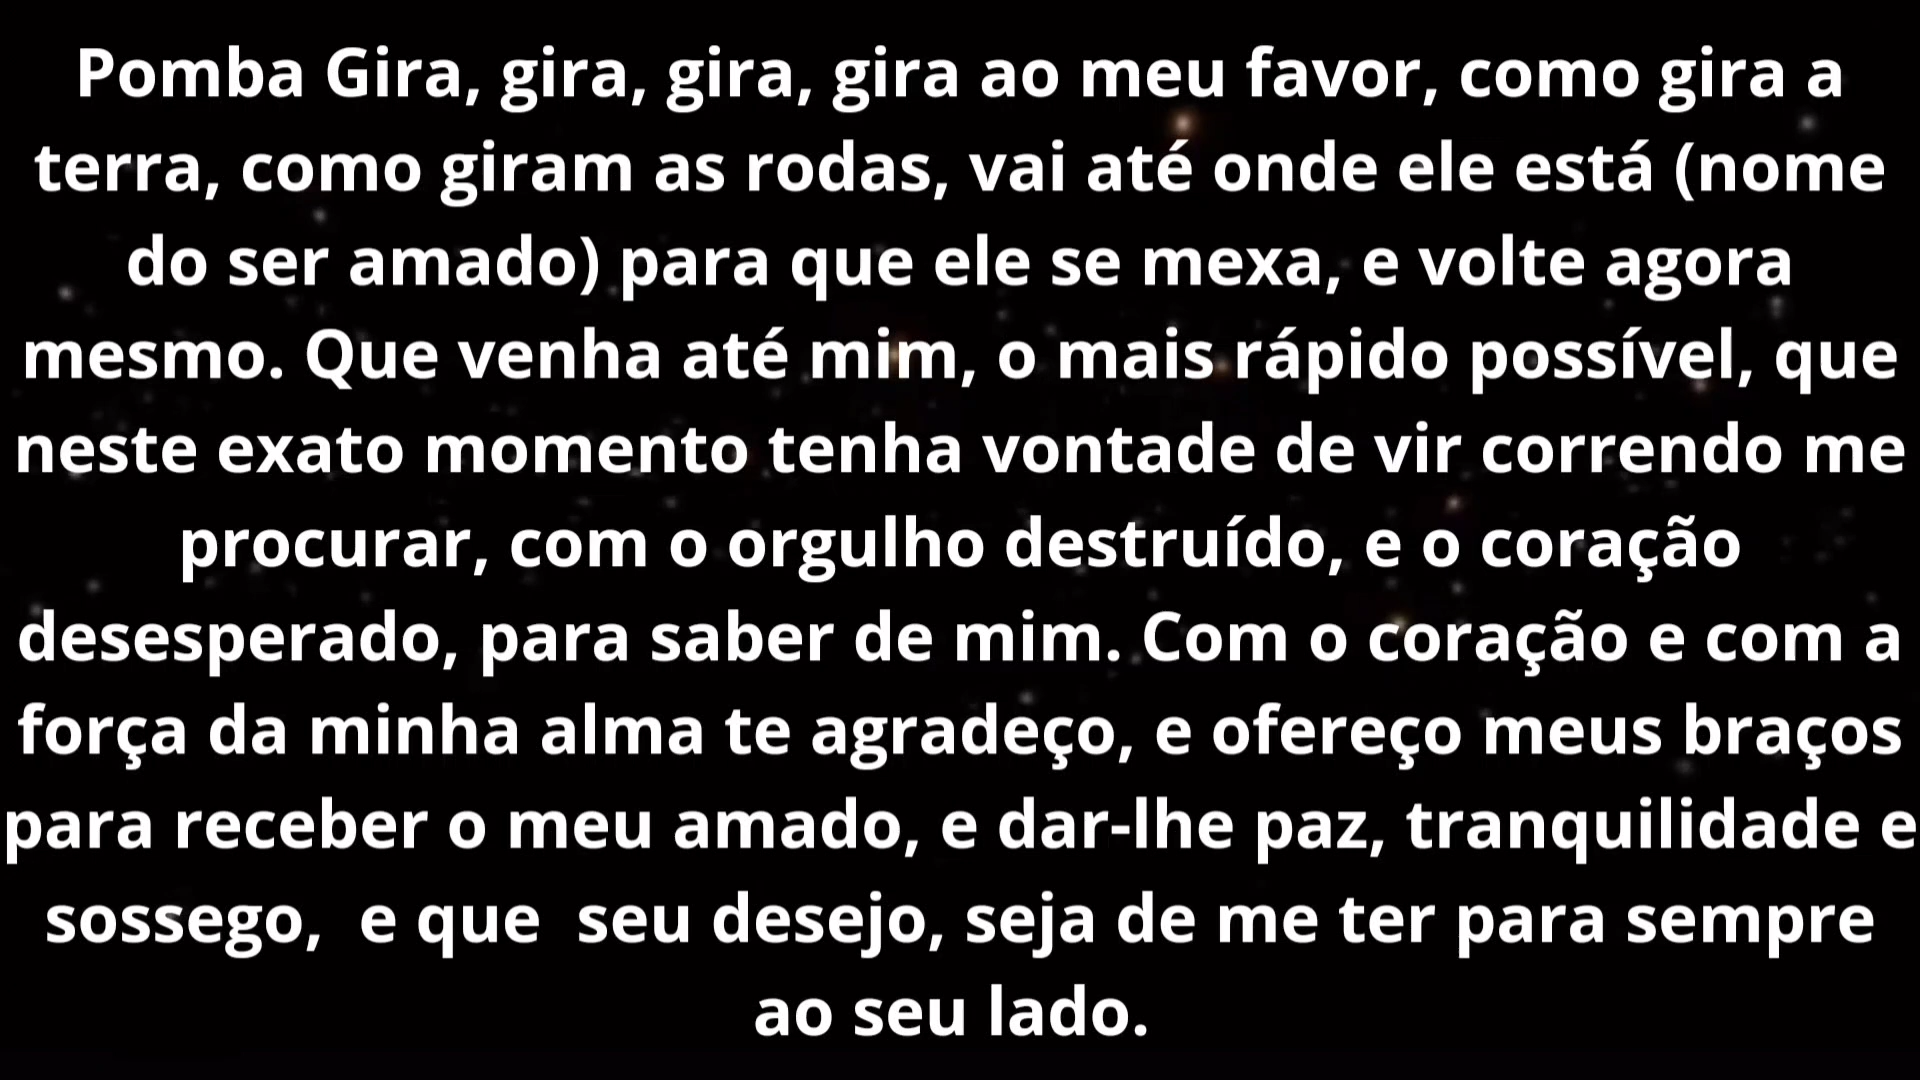 Pomba Gira, gira, gira, gira ao meu favor, como gira a
terra, como giram as rodas, vai até onde ele está (nome
do ser amado) para que ele se mexa, e volte agora
mesmo. Que venha até mim, o mais rápido possível, que
neste exato momento tenha vontade de vir correndo me
procurar, com o orgulho destruído, e o coração
desesperado, para saber de mim. Com o coração e com a
força da minha alma te agradeço, e ofereço meus braços
para receber o meu amado, e dar-lhe paz, tranquilidade e
sossego,  e que  seu desejo, seja de me ter para sempre
ao seu lado.